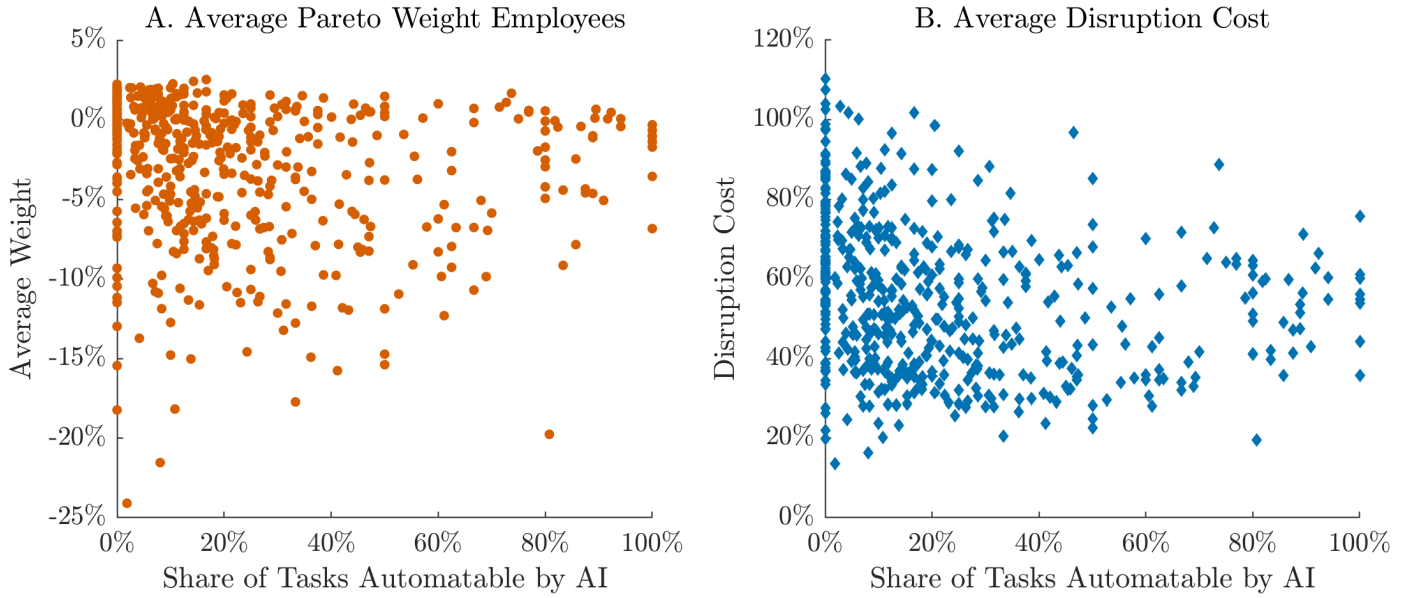 A. Average Pareto Weight Employees
5%
0%
-5%
-10%
-15%
-20%
-25%
Average Weight
0% 20% 40% 60% 80% 100%
Share of Tasks Automatable by AI
B. Average Disruption Cost
120%
100%
80%
60%
40%
20%
0%
Disruption Cost
0% 20% 40% 60% 80% 100%
Share of Tasks Automatable by AI